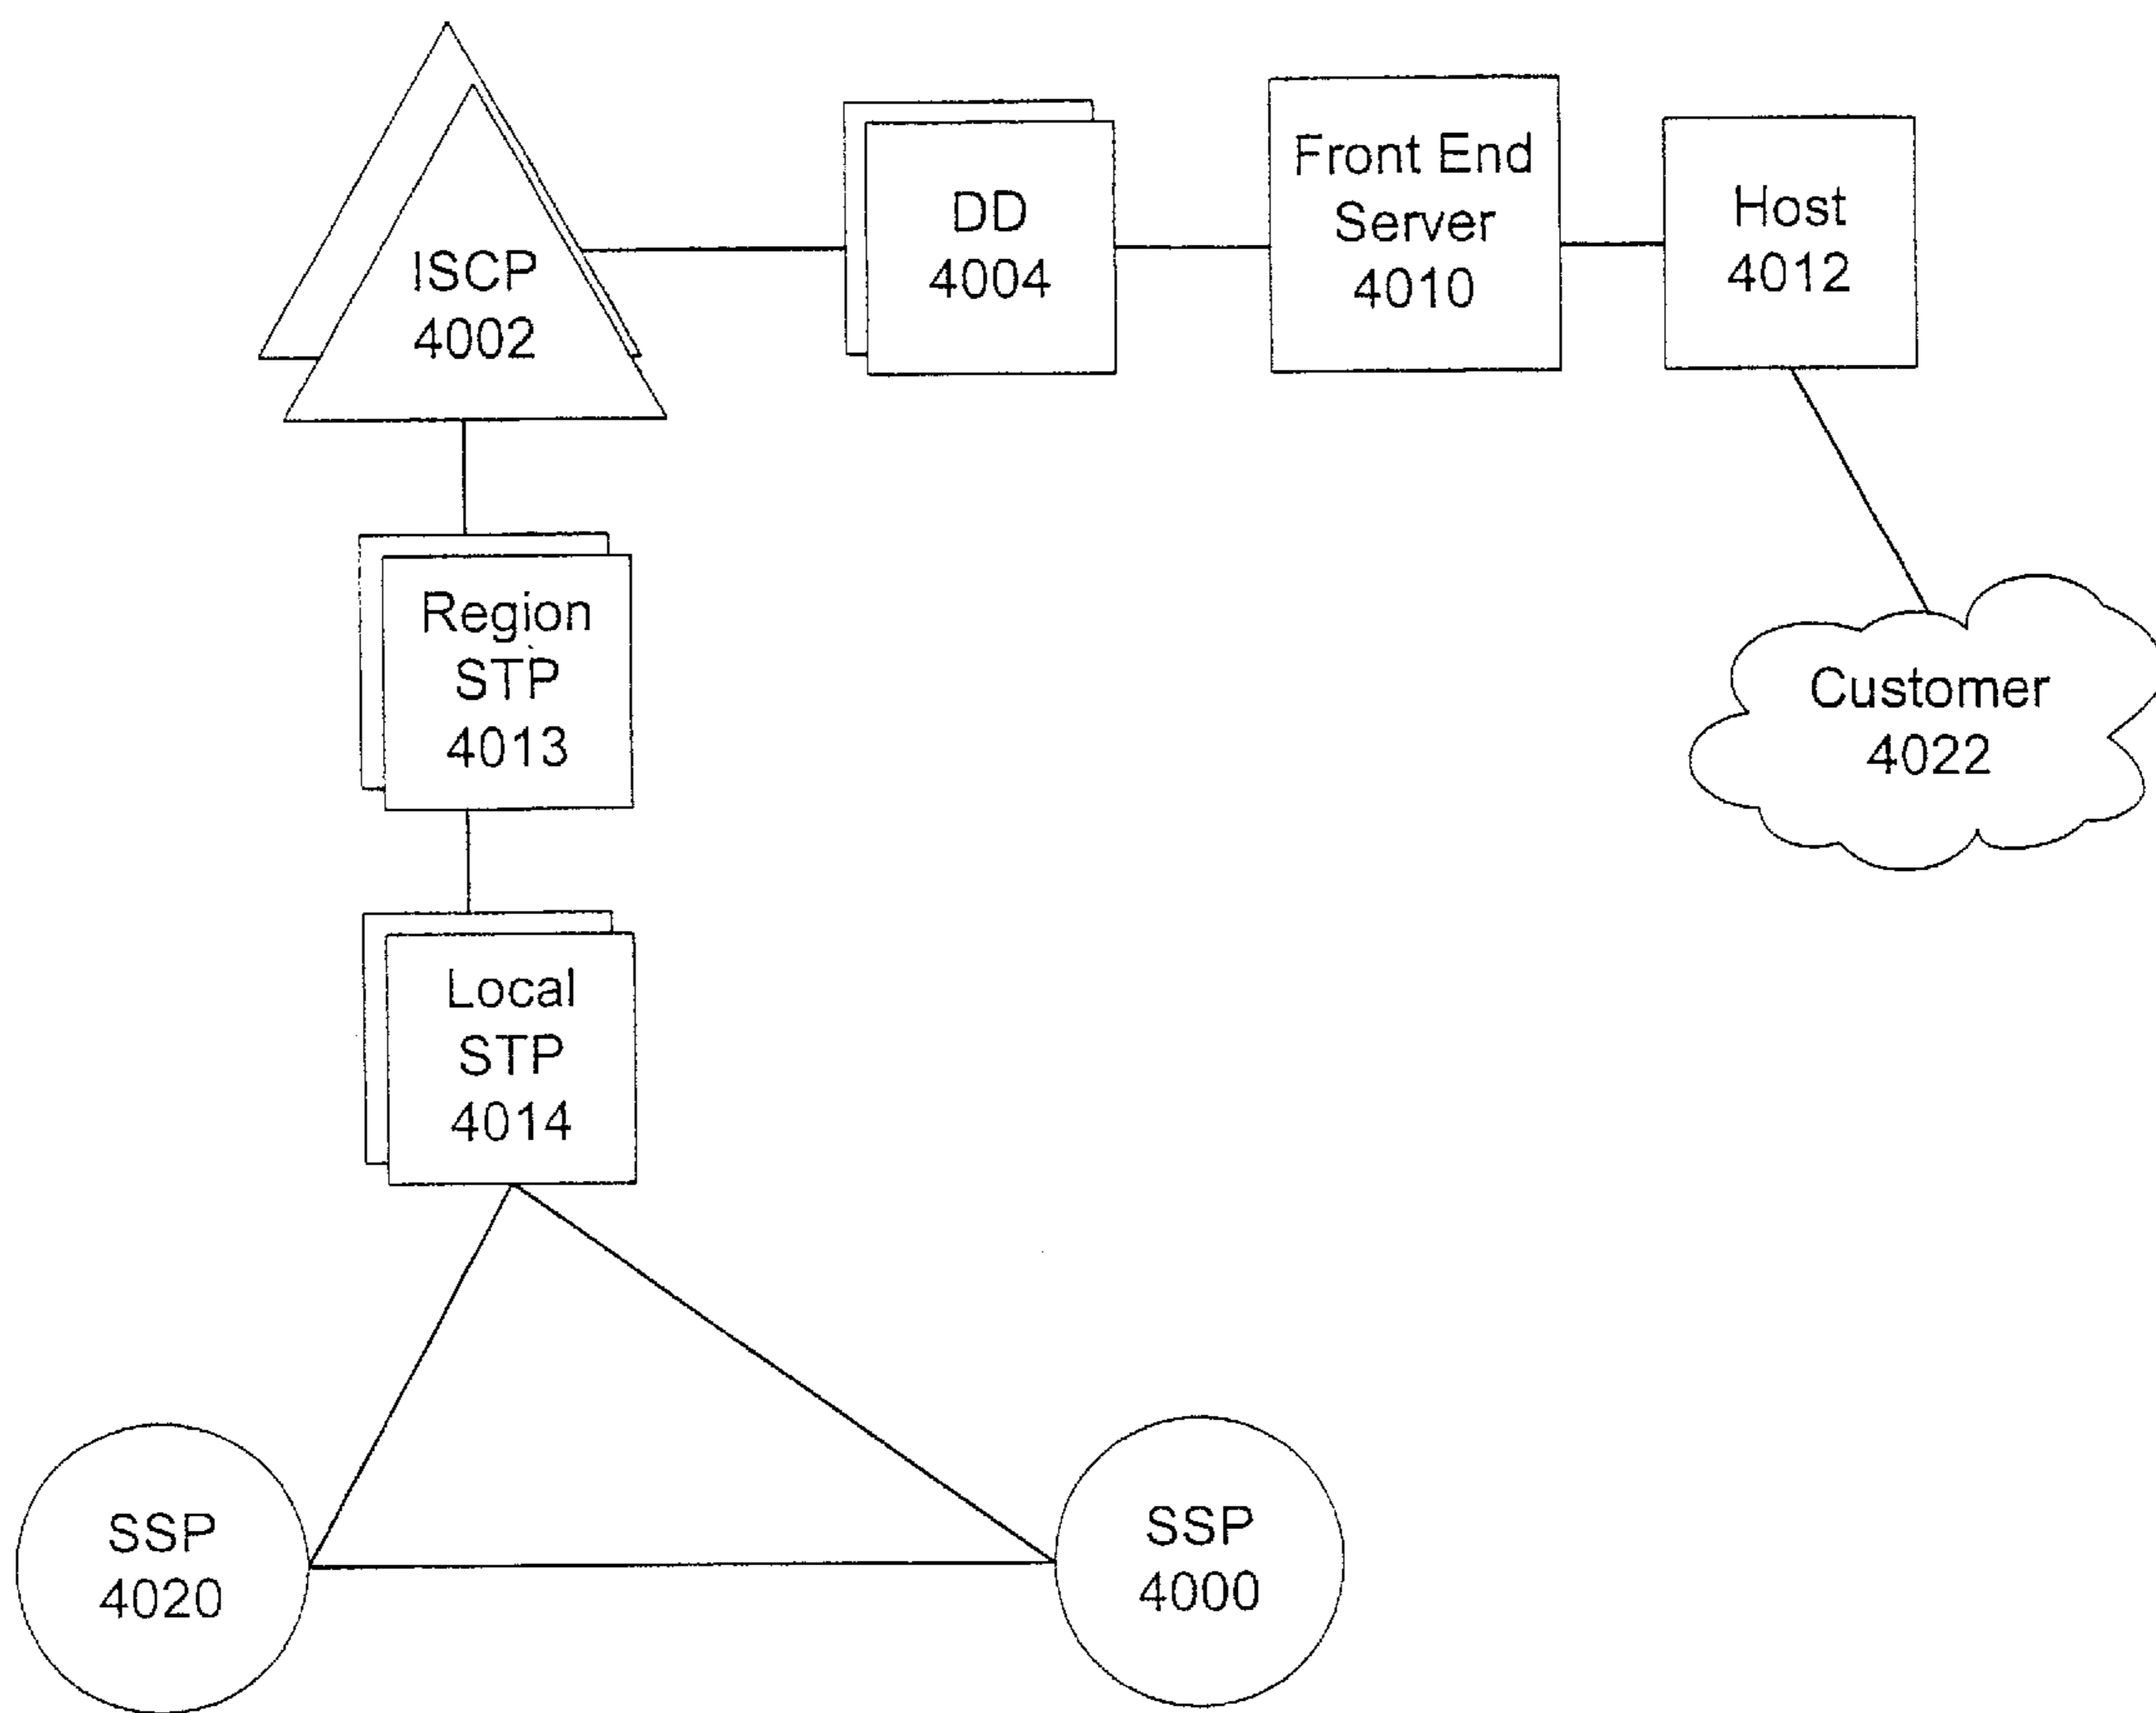 ISCP
4002
DD
4004
Front End
Server
4010
Host
4012
Region
STP
4013
Customer
4022
Local
STP
4014
SSP
4020
SSP
4000